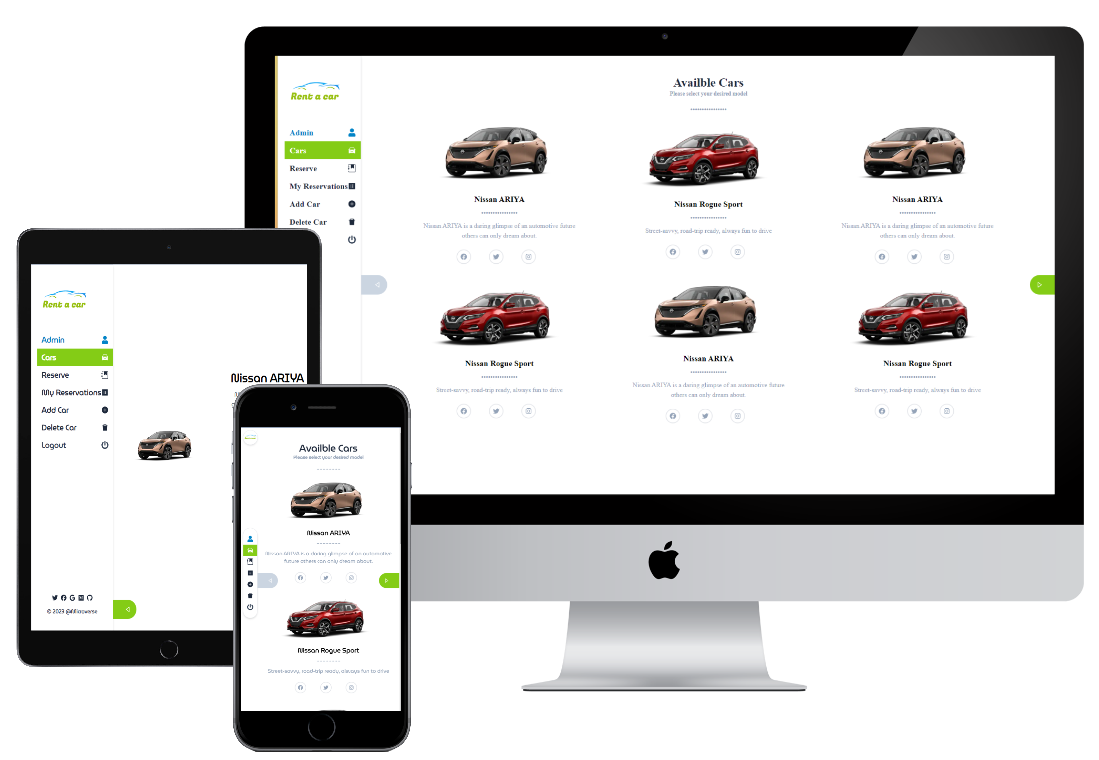 Rent a car
Admin
Cars
Reserve
My Reservations
Add Car
Delete Car
Availble Cars
Please select your desired model
Nissan ARIYA
Nissan ARIYA is a daring glimpse of an automotive future
others can only dream about.
Nissan Rogue Sport
Street-savvy, road-trip ready, always fun to drive
Nissan ARIYA
Nissan ARIYA is a daring glimpse of an automotive future
others can only dream about.
Nissan Rogue Sport
Street-savvy, road-trip ready, always fun to drive
Nissan ARIYA
Nissan ARIYA is a daring glimpse of an automotive future
others can only dream about.
Nissan Rogue Sport
Street-savvy, road-trip ready, always fun to drive
Rent a car
Admin
Cars
Reserve
My Reservations
Add Car
Delete Car
Logout
Nissan ARIYA
Availble Cars
Please select your desired model
Nissan ARIYA
Nissan ARIYA is a daring glimpse of an automotive
future others can only dream about.
Nissan Rogue Sport
Street-savvy, road-trip ready, always fun to drive